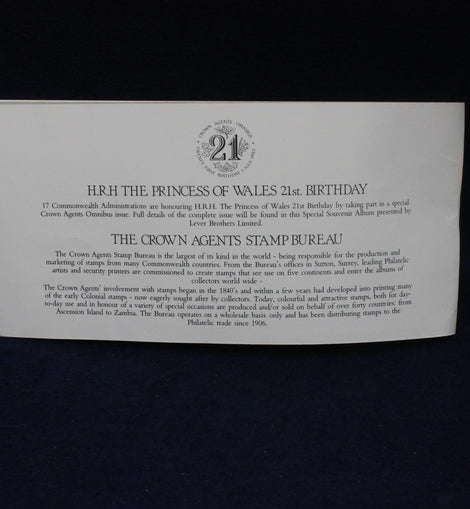 CROWN AGENTS OMNIBUS
21
TWENTY FIRST BIRTHDAY 1 JULY 1982
H.R.H THE PRINCESS OF WALES 21st. BIRTHDAY
17 Commonwealth Administrations are honouring H.R.H. The Princess of Wales 21st Birthday by taking part in a special
Crown Agents Omnibus issue. Full details of the complete issue will be found in this Special Souvenir Album presented by
Lever Brothers Limited.
THE CROWN AGENTS STAMP BUREAU
The Crown Agents Stamp Bureau is the largest of its kind in the world - being responsible for the production and
marketing of stamps from many Commonwealth countries. From the Bureau's offices in Sutton, Surrey, leading Philatelic
artists and security printers are commissioned to create stamps that see use on five continents and enter the albums of
collectors world wide -
The Crown Agents' involvement with stamps began in the 1840's and within a few years had developed into printing many
of the early Colonial stamps - now eagerly sought after by collectors. Today, colourful and attractive stamps, both for day-
to-day use and in honour of a variety of special occasions are produced and/or sold on behalf of over forty countries: from
Ascension Island to Zambia. The Bureau operates on a wholesale basis only and has been distributing stamps to the
Philatelic trade since 1906.